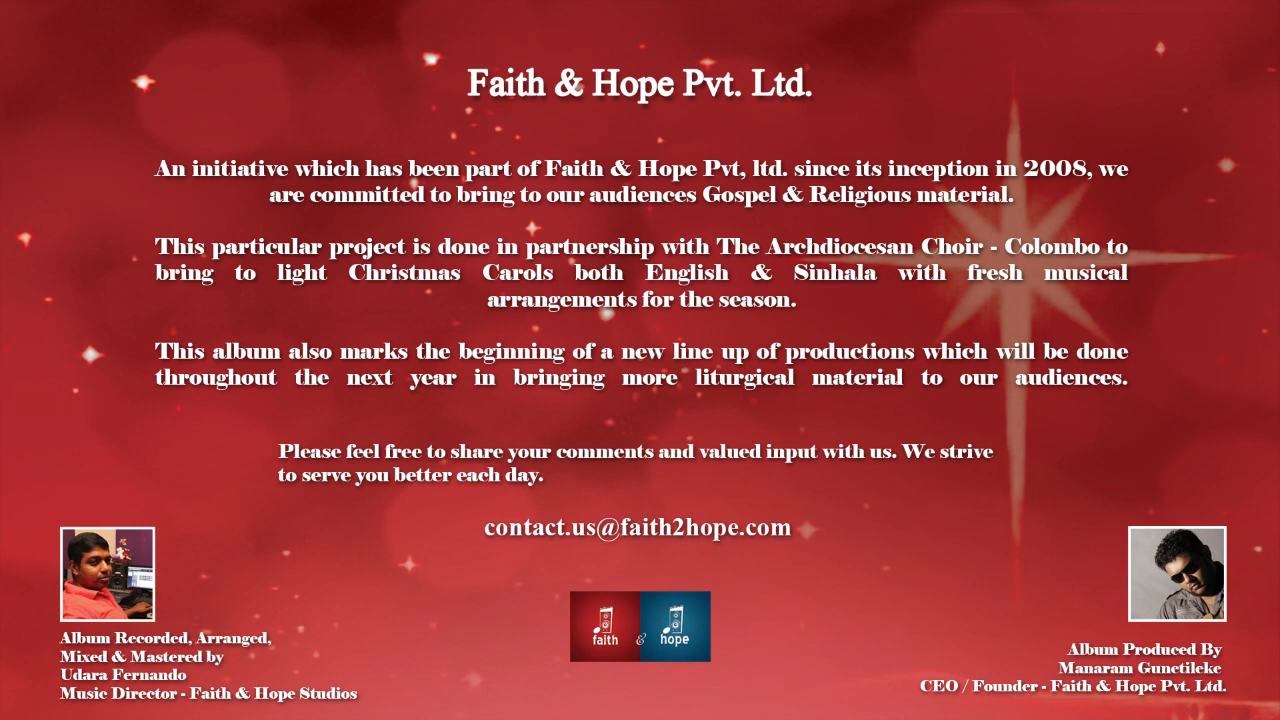 Faith & Hope Pvt. Ltd.
An initiative which has been part of Faith & Hope Pvt, ltd. since its inception in 2008, we
are committed to bring to our audiences Gospel & Religious material.
This particular project is done in partnership with The Archdiocesan Choir - Colombo to
bring to light Christmas Carols both English & Sinhala with fresh musical
arrangements for the season.
This album also marks the beginning of a new line up of productions which will be done
throughout the next year in bringing more liturgical material to our audiences.
Please feel free to share your comments and valued input with us. We strive
to serve you better each day.
contact.us@faith2hope.com
faith & hope
Album Recorded, Arranged,
Mixed & Mastered by
Udara Fernando
Music Director - Faith & Hope Studios
Album Produced By
Manaram Gunetileke
CEO / Founder - Faith & Hope Pvt. Ltd.